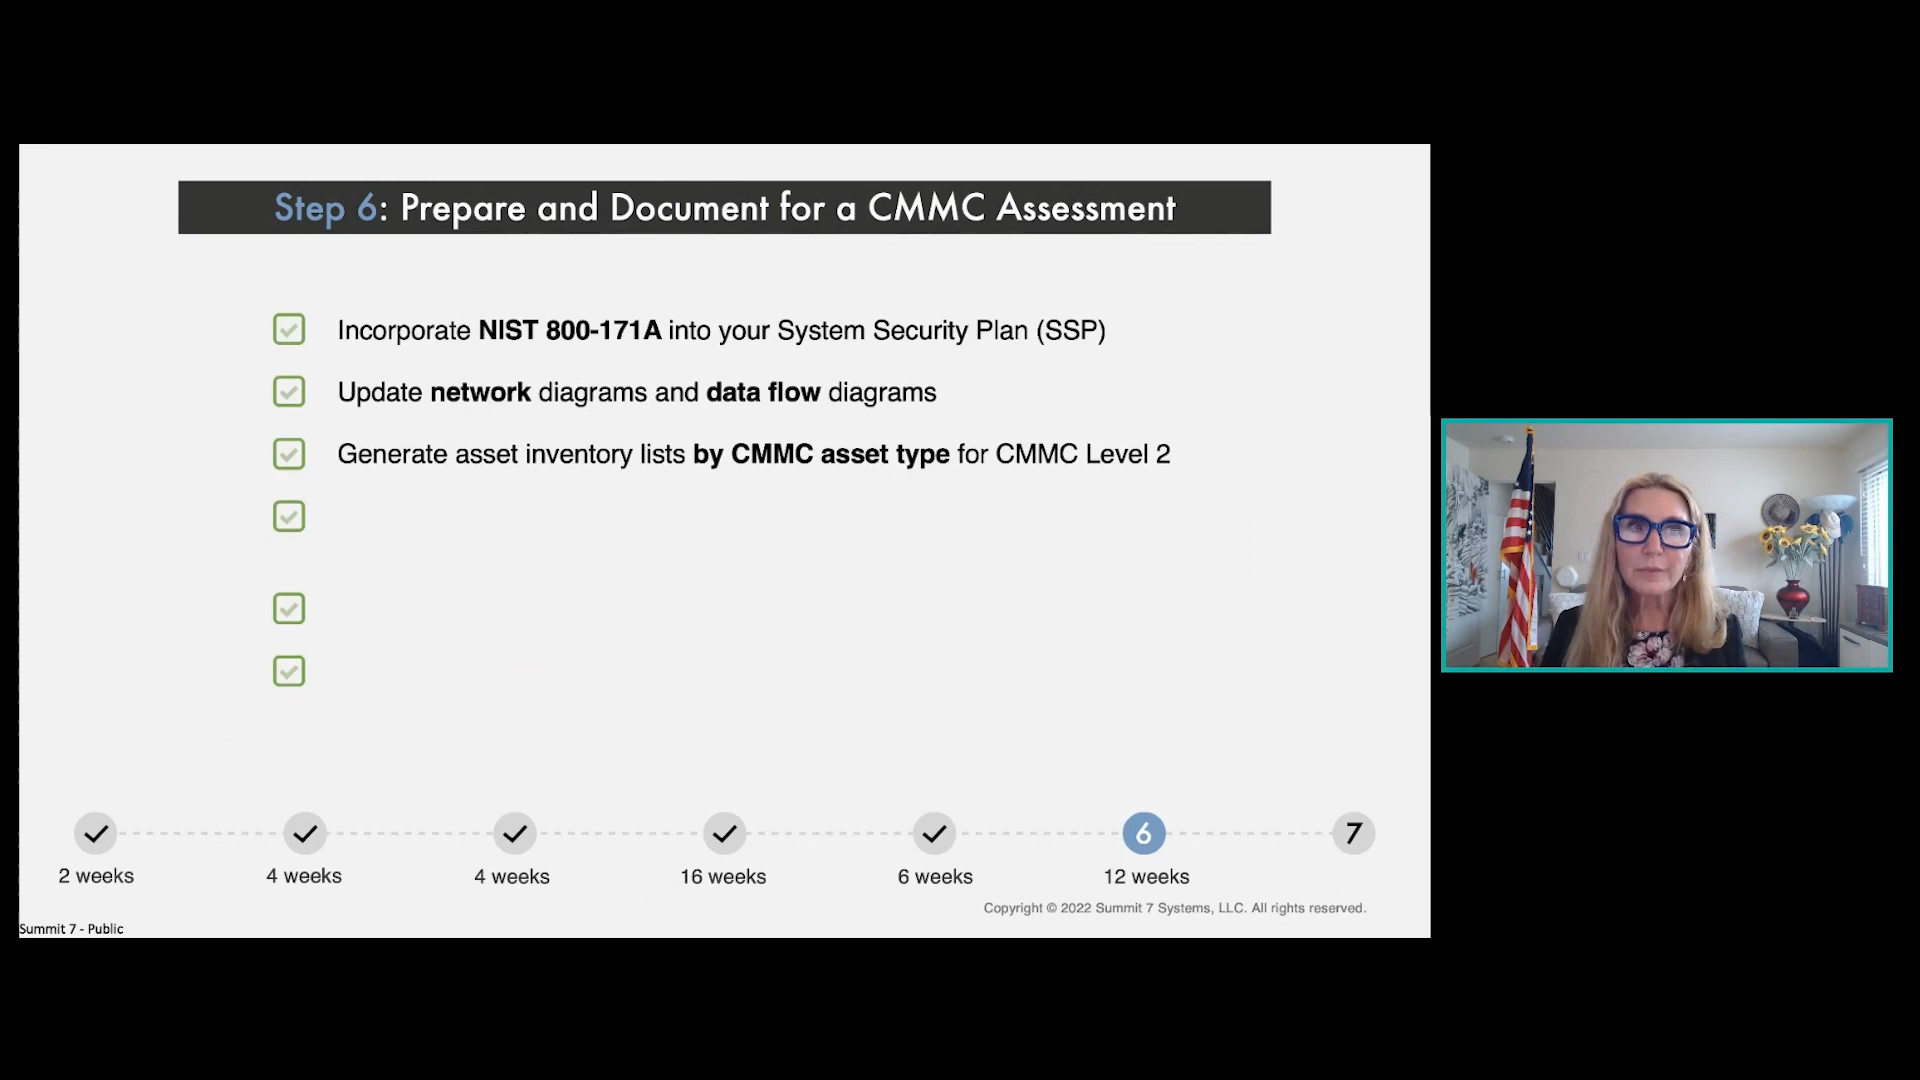 Step 6: Prepare and Document for a CMMC Assessment
Incorporate NIST 800-171A into your System Security Plan (SSP)
Update network diagrams and data flow diagrams
Generate asset inventory lists by CMMC asset type for CMMC Level 2
6
7
2 weeks
4 weeks
4 weeks
16 weeks
6 weeks
12 weeks
Copyright © 2022 Summit 7 Systems, LLC. All rights reserved.
Summit 7 - Public